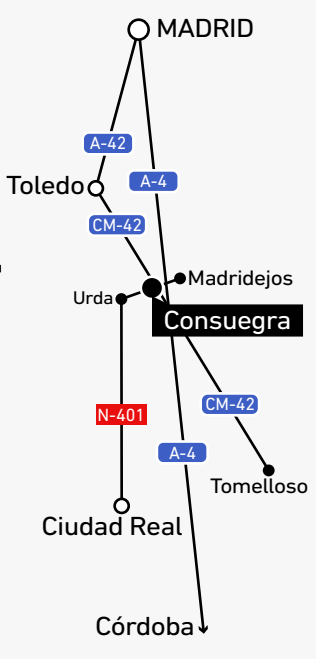 MADRID
A-42
Toledo
A-4
CM-42
Madridejos
Urda
Consuegra
CM-42
N-401
A-4
Tomelloso
Ciudad Real
Córdoba